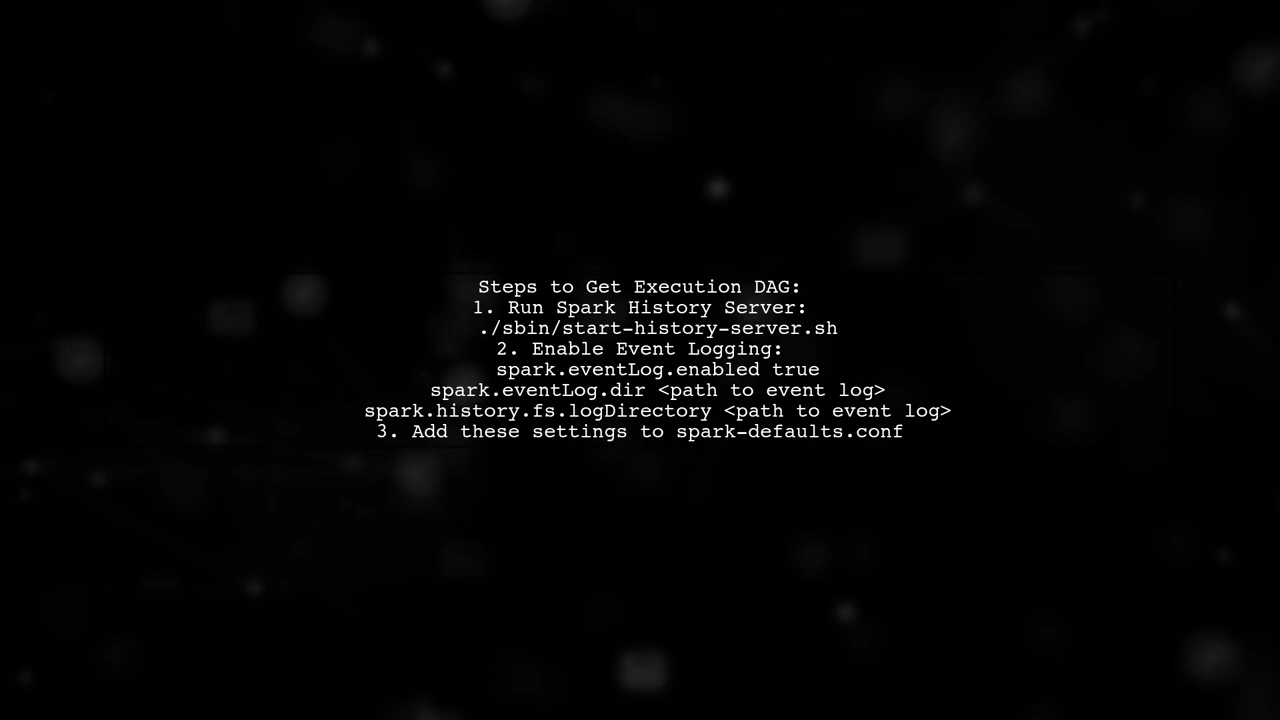 Steps to Get Execution DAG:
1. Run Spark History Server:
./sbin/start-history-server.sh
2. Enable Event Logging:
spark.eventLog.enabled true
spark.eventLog.dir <path to event log>
spark.history.fs.logDirectory <path to event log>
3. Add these settings to spark-defaults.conf